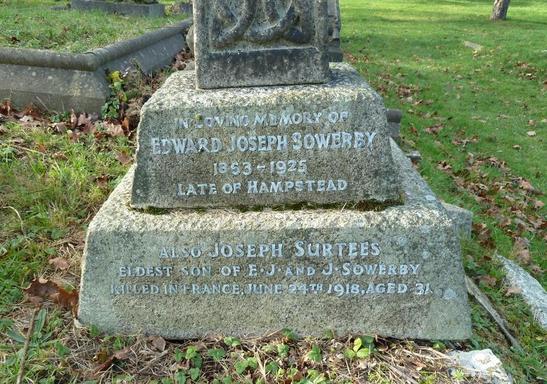 IN LOVING MEMORY OF
EDWARD JOSEPH SOWERBY
1853-1925
LATE OF HAMPSTEAD
ALSO JOSEPH SURTEES
ELDEST SON OF E·J·AND J·SOWERBY
KILLED IN FRANCE, JUNE 24TH 1918, AGED 31